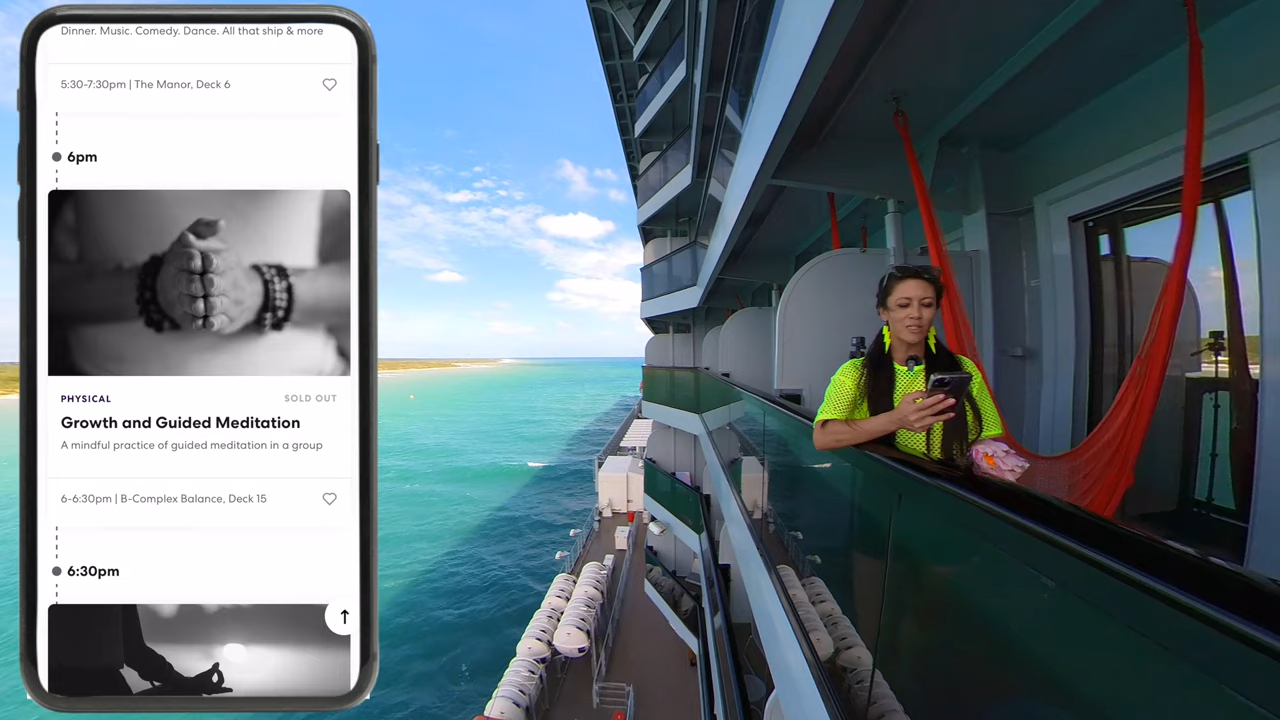 Dinner. Music. Comedy. Dance. All that ship & more
5:30-7:30pm | The Manor, Deck 6
6pm
PHYSICAL
SOLD OUT
Growth and Guided Meditation
A mindful practice of guided meditation in a group
6-6:30pm | B-Complex Balance, Deck 15
6:30pm